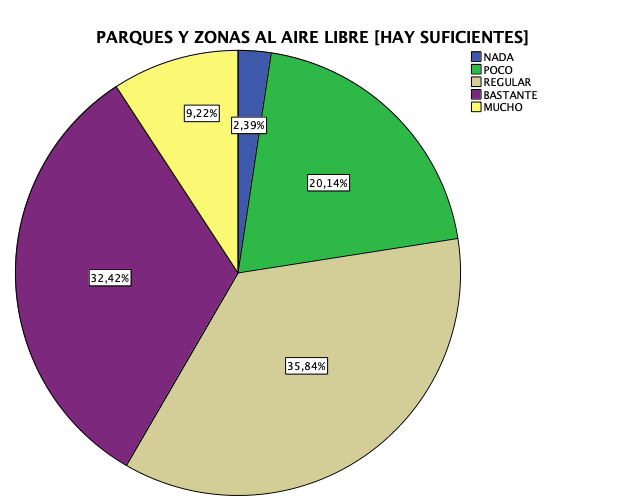 PARQUES Y ZONAS AL AIRE LIBRE [HAY SUFICIENTES]
NADA
POCO
REGULAR
BASTANTE
MUCHO
9,22%
2,39%
20,14%
32,42%
35,84%